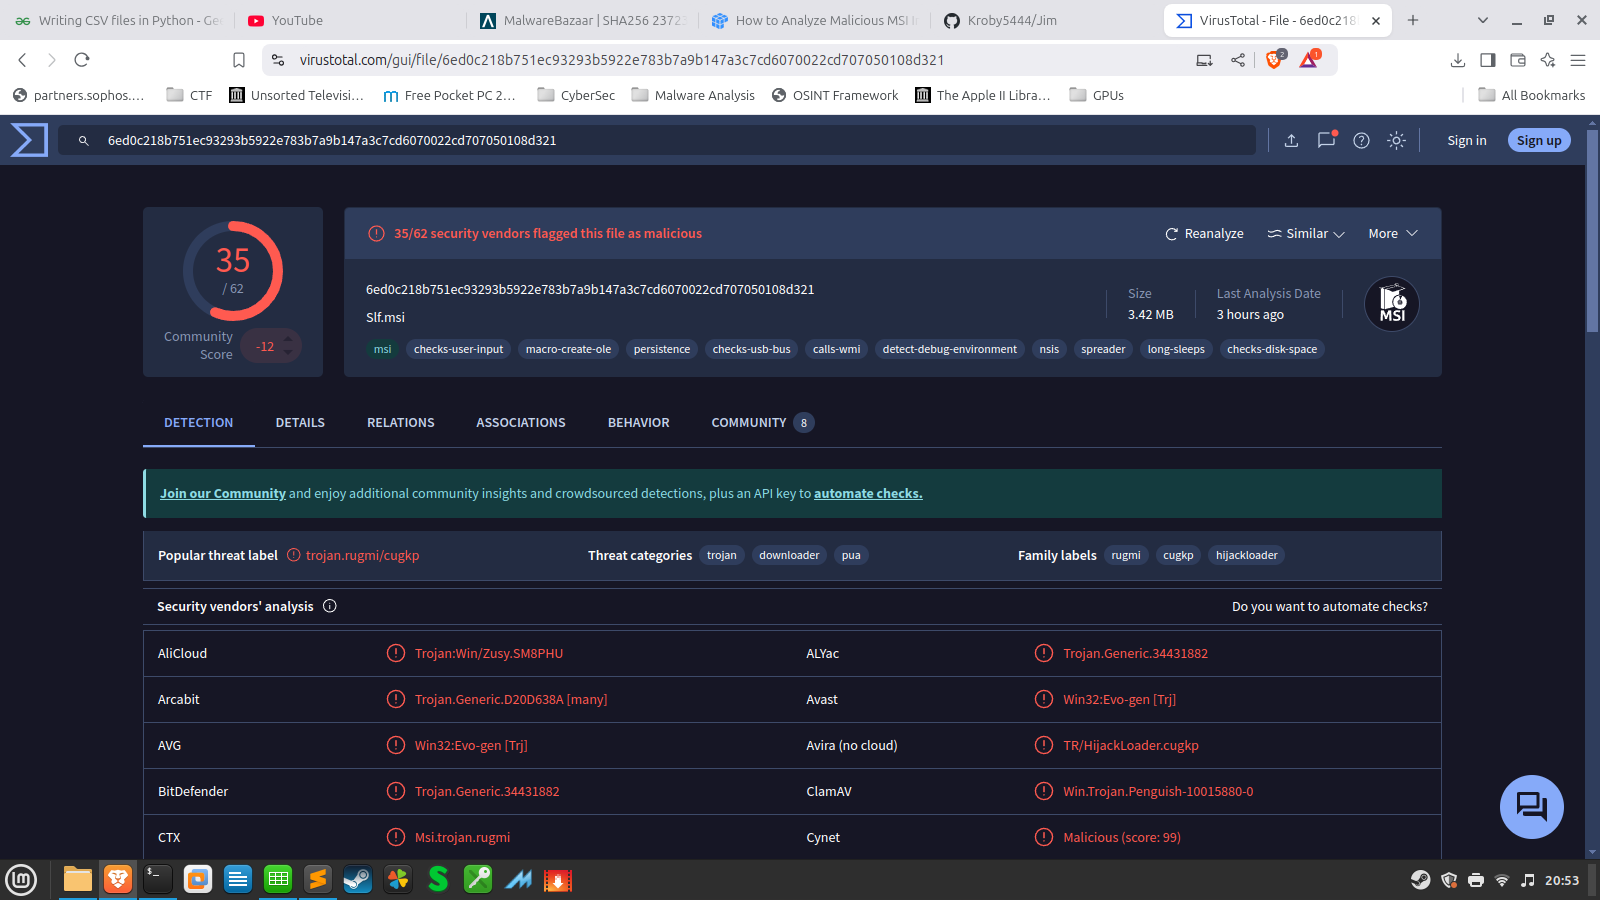 Writing CSV files in Python - Ge
YouTube
MalwareBazaar | SHA256 23723
How to Analyze Malicious MSI I
Kroby5444/Jim
VirusTotal - File - 6ed0c218
virustotal.com/gui/file/6ed0c218b751ec93293b5922e783b7a9b147a3c7cd6070022cd707050108d321
2
1
partners.sophos....
CTF
Unsorted Televisi...
Free Pocket PC 2...
CyberSec
Malware Analysis
OSINT Framework
The Apple II Libra...
GPUs
All Bookmarks
6ed0c218b751ec93293b5922e783b7a9b147a3c7cd6070022cd707050108d321
Sign in
Sign up
35
/ 62
Community
Score
-12
35/62 security vendors flagged this file as malicious
Reanalyze
Similar
More
6ed0c218b751ec93293b5922e783b7a9b147a3c7cd6070022cd707050108d321
Slf.msi
Size
3.42 MB
Last Analysis Date
3 hours ago
MSI
msi
checks-user-input
macro-create-ole
persistence
checks-usb-bus
calls-wmi
detect-debug-environment
nsis
spreader
long-sleeps
checks-disk-space
DETECTION
DETAILS
RELATIONS
ASSOCIATIONS
BEHAVIOR
COMMUNITY 8
Join our Community and enjoy additional community insights and crowdsourced detections, plus an API key to automate checks.
Popular threat label
trojan.rugmi/cugkp
Threat categories
trojan
downloader
pua
Family labels
rugmi
cugkp
hijackloader
Security vendors' analysis
Do you want to automate checks?
AliCloud
Trojan:Win/Zusy.SM8PHU
ALYac
Trojan.Generic.34431882
Arcabit
Trojan.Generic.D20D638A [many]
Avast
Win32:Evo-gen [Trj]
AVG
Win32:Evo-gen [Trj]
Avira (no cloud)
TR/HijackLoader.cugkp
BitDefender
Trojan.Generic.34431882
ClamAV
Win.Trojan.Penguish-10015880-0
CTX
Msi.trojan.rugmi
Cynet
Malicious (score: 99)
20:53